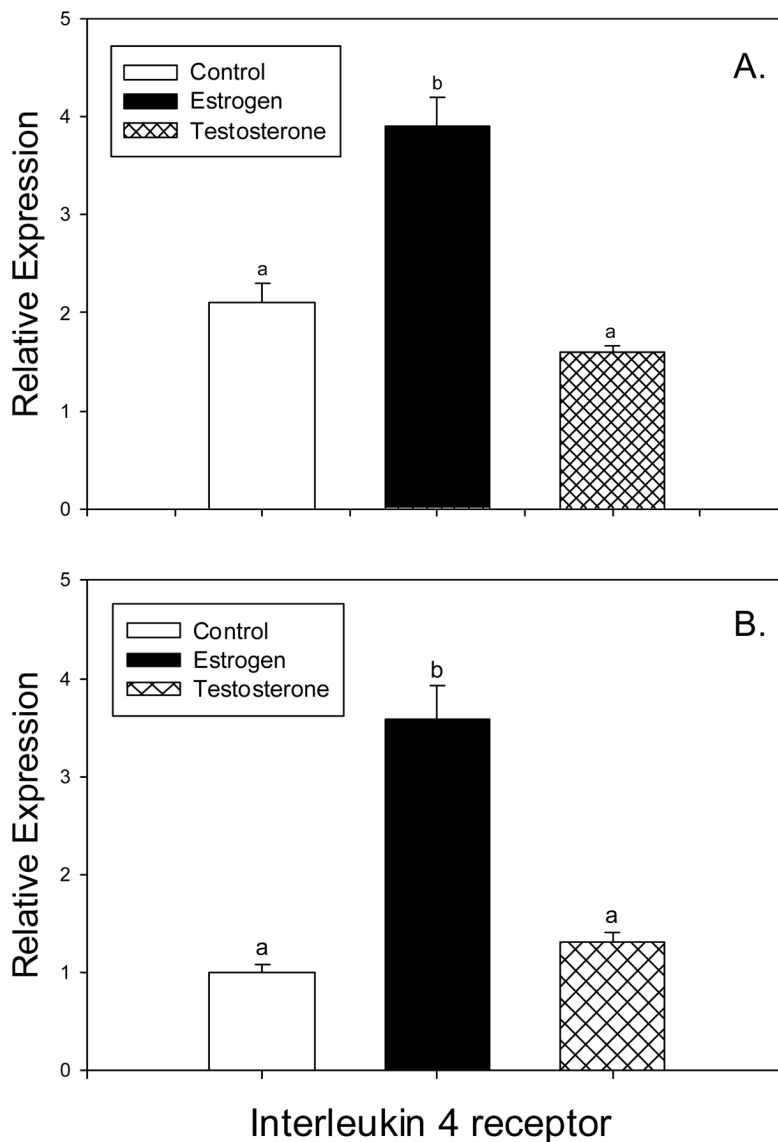 5
A.
Control
b
Estrogen
4
Testosterone
3
a
2
a
1
0
Relative Expression
5
B.
Control
Estrogen
b
Testosterone
4
3
2
a
a
1
0
Relative Expression
Interleukin 4 receptor